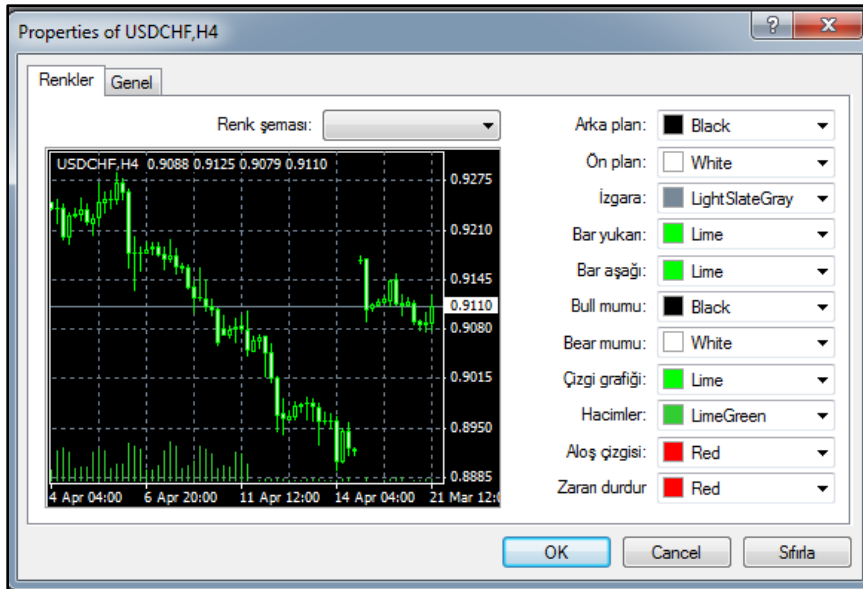 Properties of USDCHF,H4
Renkler
Genel
Renk şeması:
USDCHF,H4 0.9088 0.9125 0.9079 0.9110
0.9275
0.9210
0.9145
0.9110
0.9080
0.9015
0.8950
0.8885
4 Apr 04:00 6 Apr 20:00 11 Apr 12:00 14 Apr 04:00 21 Mar 12:0
Arka plan: Black
Ön plan: White
İzgara: LightSlateGray
Bar yukarı: Lime
Bar aşağı: Lime
Bull mumu: Black
Bear mumu: White
Çizgi grafiği: Lime
Hacimler: LimeGreen
Aloş çizgisi: Red
Zararı durdur Red
OK
Cancel
Sıfırla